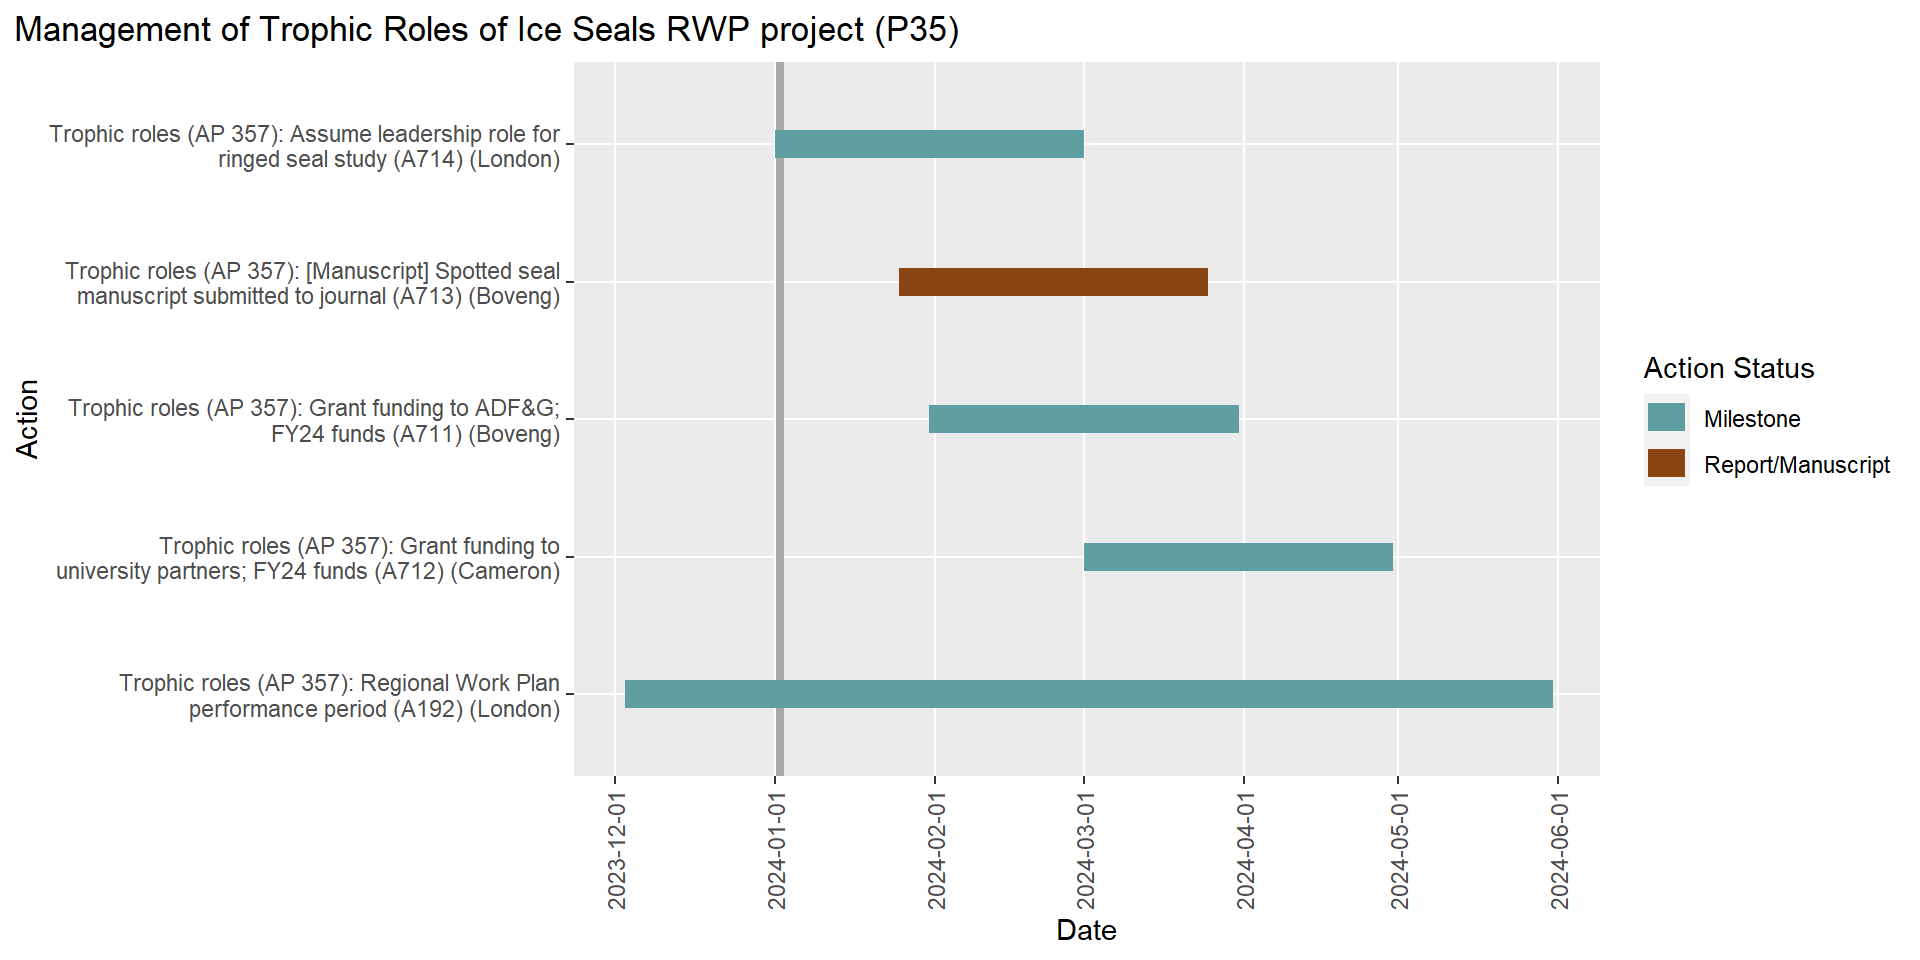 Management of Trophic Roles of Ice Seals RWP project (P35)
Trophic roles (AP 357): Assume leadership role for
ringed seal study (A714) (London)
Trophic roles (AP 357): [Manuscript] Spotted seal
manuscript submitted to journal (A713) (Boveng)
Trophic roles (AP 357): Grant funding to ADF&G;
FY24 funds (A711) (Boveng)
Trophic roles (AP 357): Grant funding to
university partners; FY24 funds (A712) (Cameron)
Trophic roles (AP 357): Regional Work Plan
performance period (A192) (London)
Action
2023-12-01
2024-01-01
2024-02-01
2024-03-01
2024-04-01
2024-05-01
2024-06-01
Date
Action Status
Milestone
Report/Manuscript